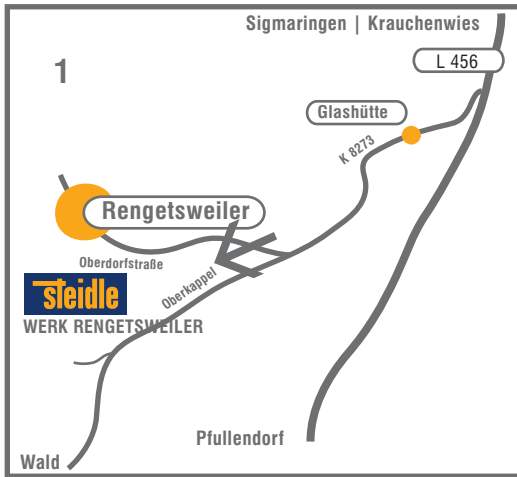 Sigmaringen | Krauchenwies
1
L 456
Glashütte
K 8273
Rengetsweiler
Oberdorfstraße
Oberkappel
steidle
WERK RENGETSWEILER
Pfullendorf
Wald